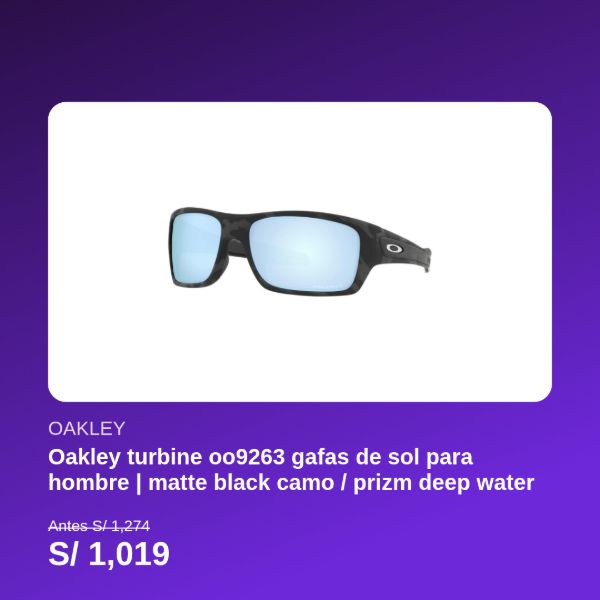 OAKLEY
Oakley turbine oo9263 gafas de sol para
hombre | matte black camo / prizm deep water
Antes S/ 1,274
S/ 1,019